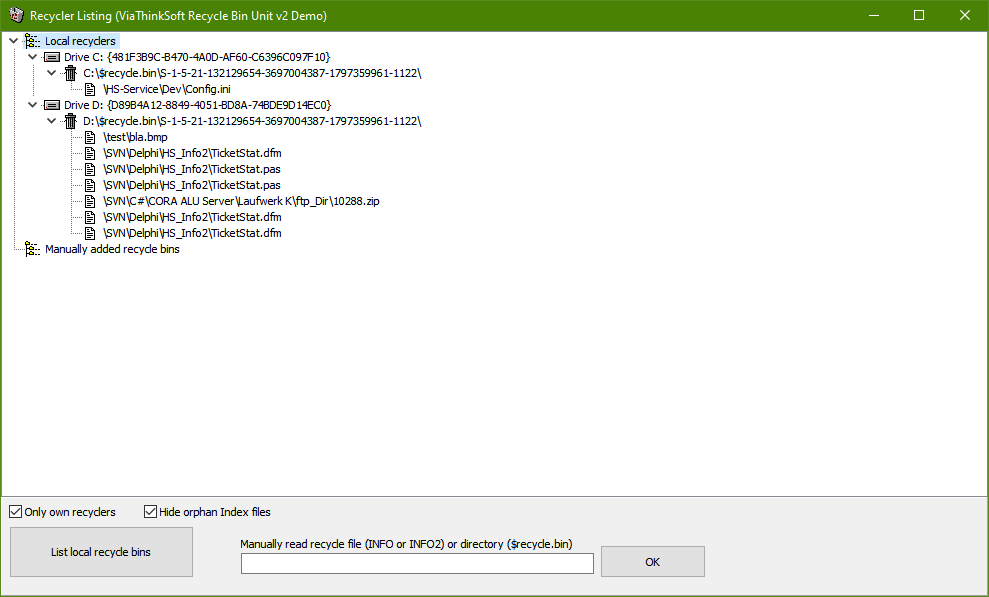 Recycler Listing (ViaThinkSoft Recycle Bin Unit v2 Demo)
Local recyclers
Drive C: {481F3B9C-B470-4A0D-AF60-C6396C097F10}
C:\$recycle.bin\S-1-5-21-132129654-3697004387-1797359961-1122\
\HS-Service\Dev\Config.ini
Drive D: {D89B4A12-8849-4051-BD8A-74BDE9D14EC0}
D:\$recycle.bin\S-1-5-21-132129654-3697004387-1797359961-1122\
\test\bla.bmp
\SVN\Delphi\HS_Info2\TicketStat.dfm
\SVN\Delphi\HS_Info2\TicketStat.pas
\SVN\Delphi\HS_Info2\TicketStat.pas
\SVN\C#\CORA ALU Server\Laufwerk K\ftp_Dir\10288.zip
\SVN\Delphi\HS_Info2\TicketStat.dfm
\SVN\Delphi\HS_Info2\TicketStat.dfm
Manually added recycle bins
Only own recyclers Hide orphan Index files
List local recycle bins
Manually read recycle file (INFO or INFO2) or directory ($recycle.bin)
OK